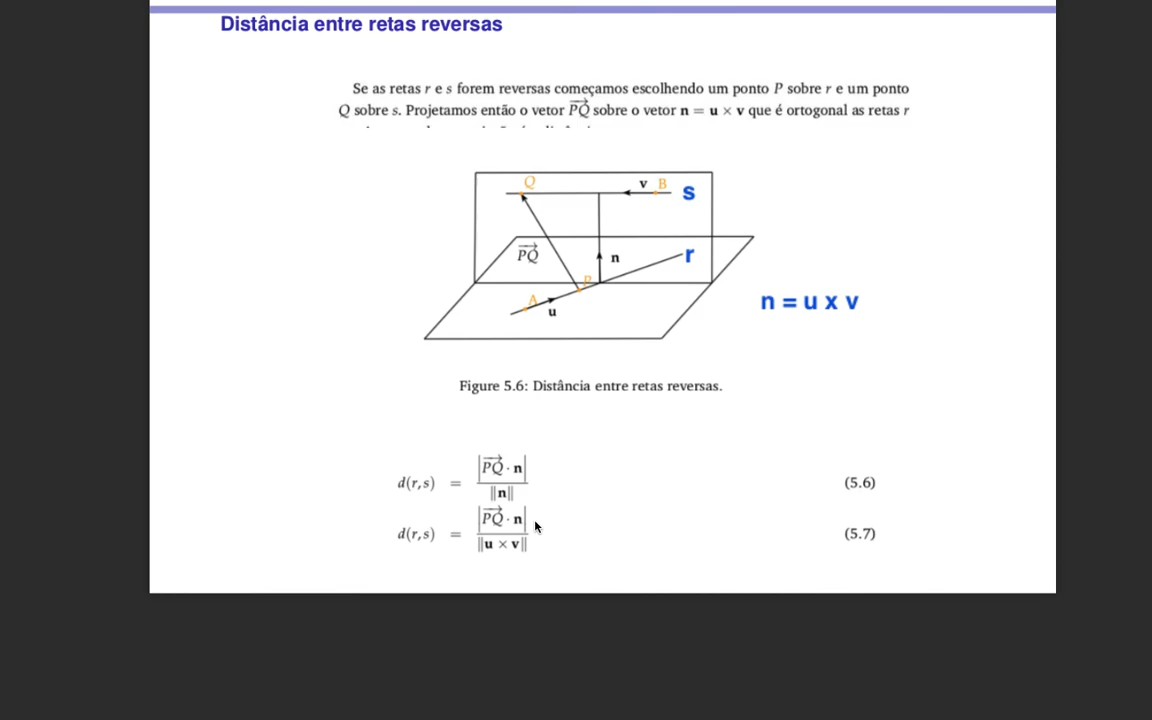 Distância entre retas reversas
Se as retas r e s forem reversas começamos escolhendo um ponto P sobre r e um ponto
Q sobre s. Projetamos então o vetor PQ⃗ sobre o vetor n = u × v que é ortogonal as retas r
Q
v B s
PQ⃗
n
r
P
A
u
n = u x v
Figure 5.6: Distância entre retas reversas.
d(r,s) = |PQ⃗ · n| / ‖n‖ (5.6)
d(r,s) = |PQ⃗ · n| / ‖u × v‖ (5.7)